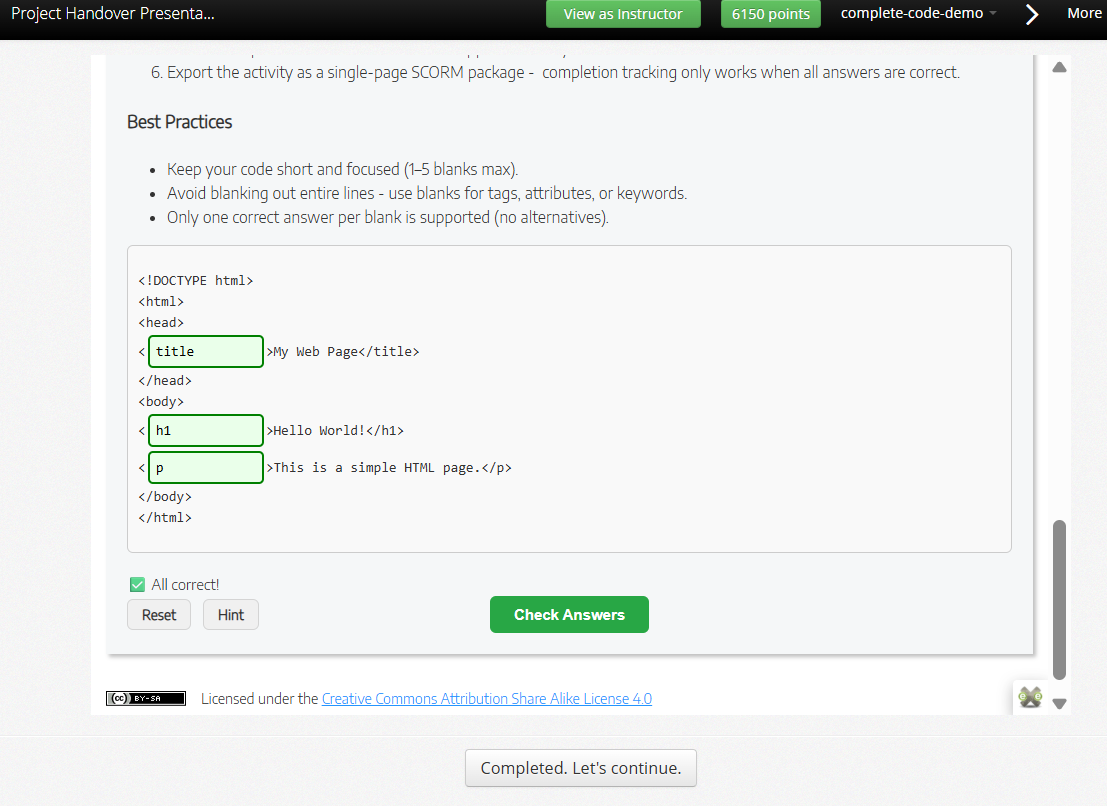 Project Handover Presenta...
View as Instructor
6150 points
complete-code-demo
More
6. Export the activity as a single-page SCORM package - completion tracking only works when all answers are correct.
Best Practices
• Keep your code short and focused (1–5 blanks max).
• Avoid blanking out entire lines - use blanks for tags, attributes, or keywords.
• Only one correct answer per blank is supported (no alternatives).
<!DOCTYPE html>
<html>
<head>
< title >My Web Page</title>
</head>
<body>
< h1 >Hello World!</h1>
< p >This is a simple HTML page.</p>
</body>
</html>
All correct!
Reset
Hint
Check Answers
(cc) BY-SA
Licensed under the Creative Commons Attribution Share Alike License 4.0
Completed. Let's continue.